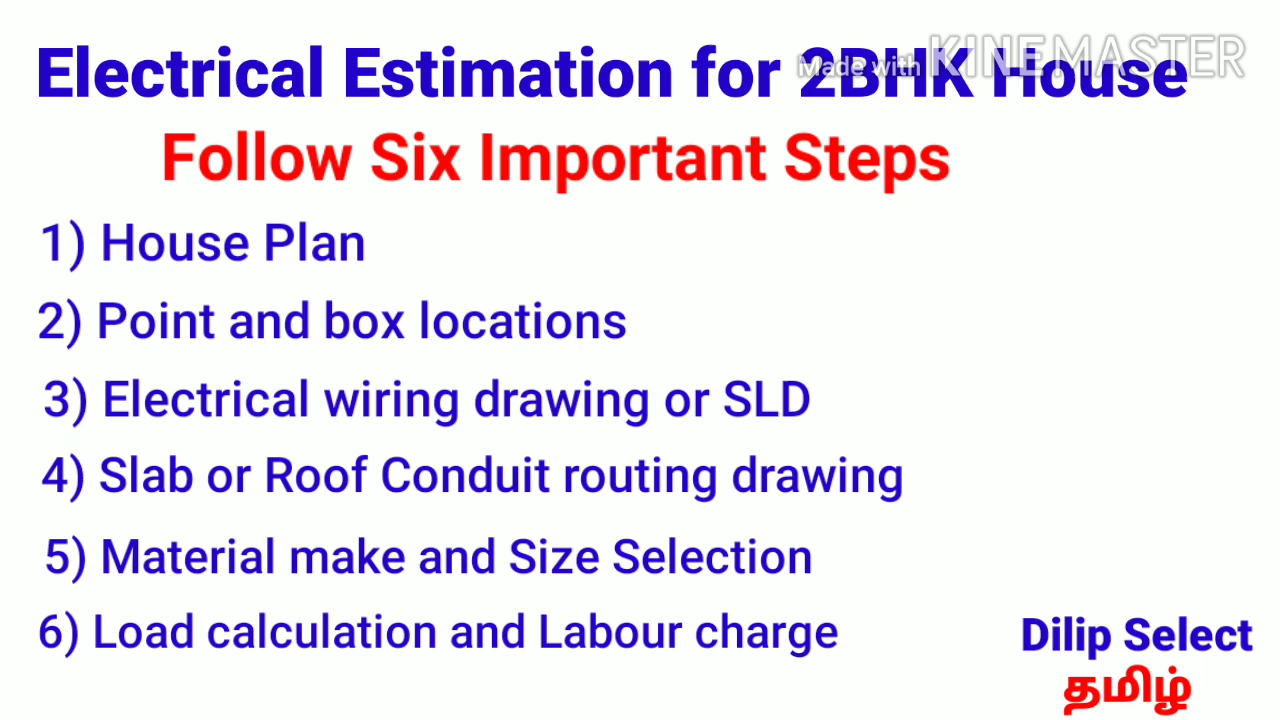 Electrical Estimation for 2BHK House
Made with KINEMASTER
Follow Six Important Steps
1) House Plan
2) Point and box locations
3) Electrical wiring drawing or SLD
4) Slab or Roof Conduit routing drawing
5) Material make and Size Selection
6) Load calculation and Labour charge
Dilip Select
தமிழ்